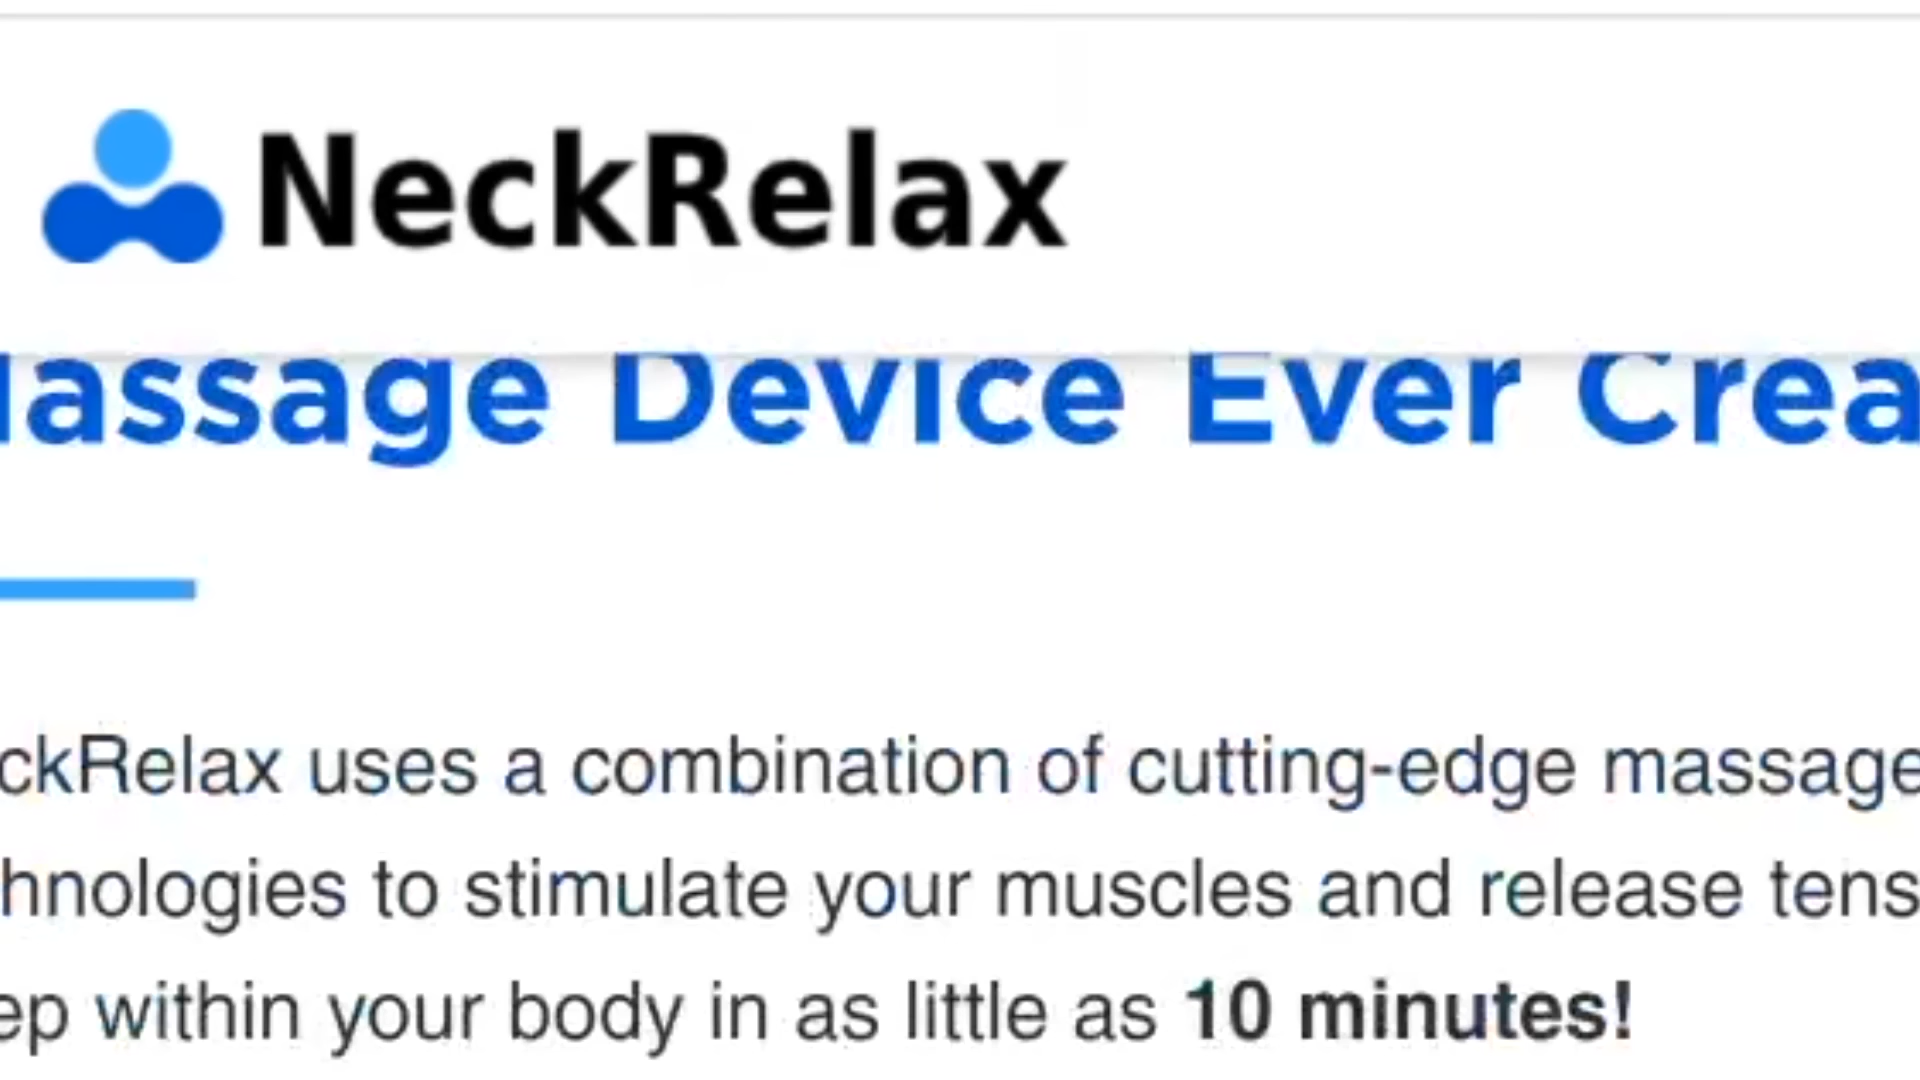 NeckRelax
assage Device Ever Crea
ckRelax uses a combination of cutting-edge massage
hnologies to stimulate your muscles and release tens
ep within your body in as little as 10 minutes!